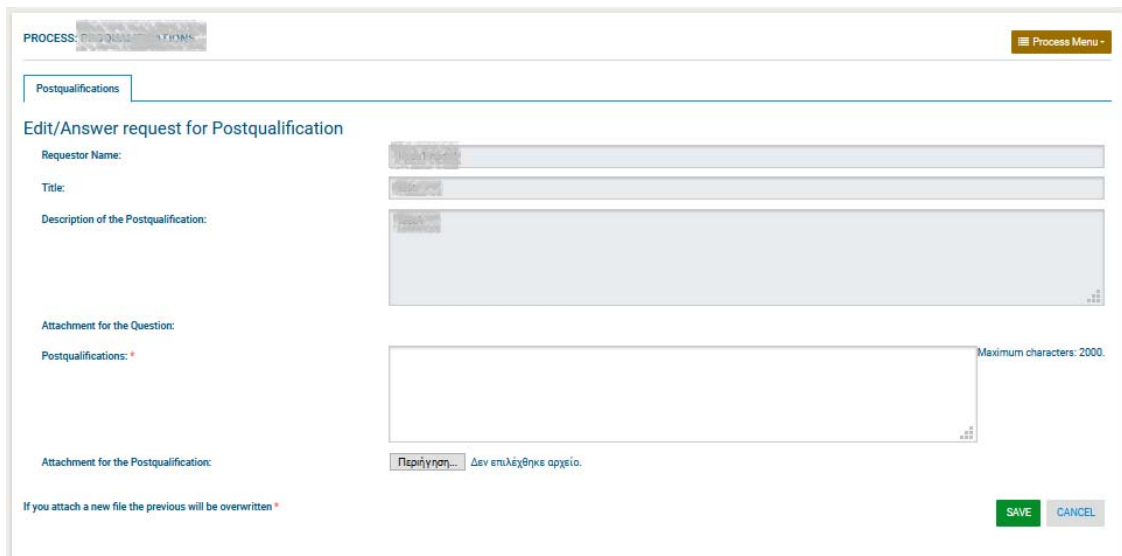 PROCESS:
Process Menu
Postqualifications
Edit/Answer request for Postqualification
Requestor Name:
Title:
Description of the Postqualification:
Attachment for the Question:
Postqualifications: *
Maximum characters: 2000.
Attachment for the Postqualification:
Περιήγηση... Δεν επιλέχθηκε αρχείο.
If you attach a new file the previous will be overwritten *
SAVE CANCEL